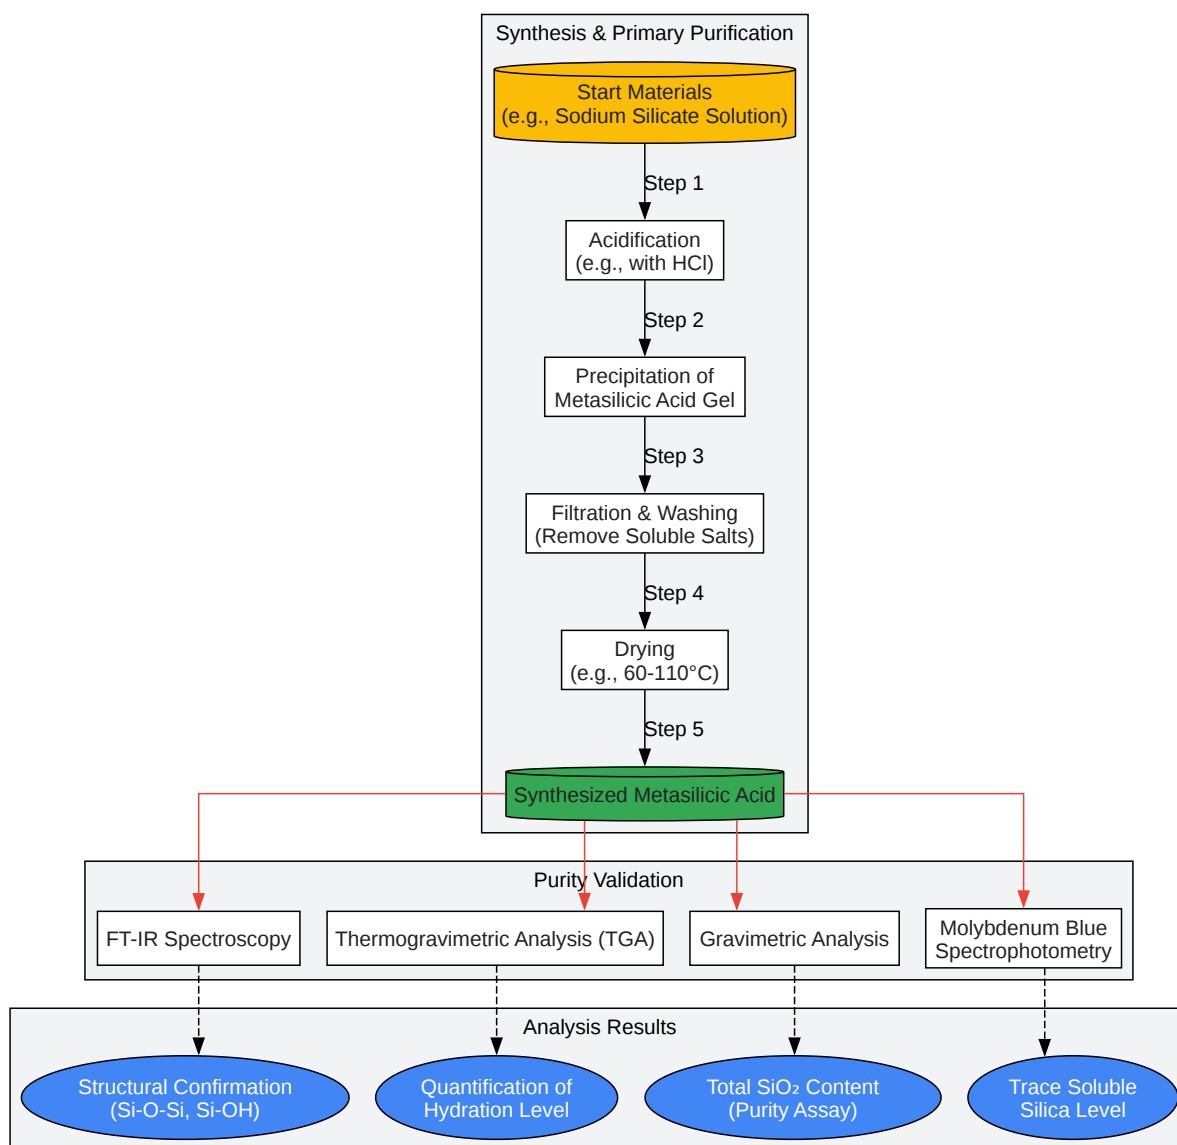 Synthesis & Primary Purification
Start Materials
(e.g., Sodium Silicate Solution)
Step 1
Acidification
(e.g., with HCl)
Step 2
Precipitation of
Metasilicic Acid Gel
Step 3
Filtration & Washing
(Remove Soluble Salts)
Step 4
Drying
(e.g., 60-110°C)
Step 5
Synthesized Metasilicic Acid
Purity Validation
FT-IR Spectroscopy
Thermogravimetric Analysis (TGA)
Gravimetric Analysis
Molybdenum Blue
Spectrophotometry
Analysis Results
Structural Confirmation
(Si-O-Si, Si-OH)
Quantification of
Hydration Level
Total SiO₂ Content
(Purity Assay)
Trace Soluble
Silica Level